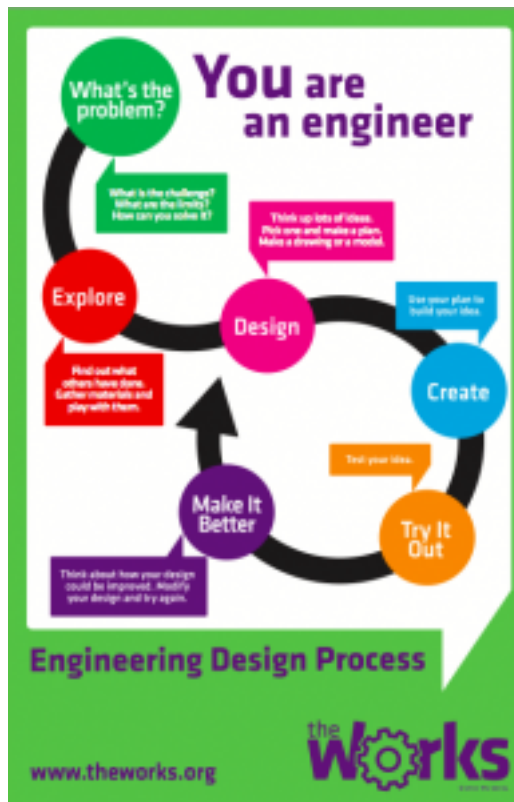 You are
an engineer
What's the
problem?
What is the challenge?
What are the limits?
How can you solve it?
Explore
Find out what
others have done.
Gather materials and
play with them.
Design
Think up lots of ideas.
Pick one and make a plan.
Make a drawing or a model.
Create
Use your plan to
build your idea.
Try It
Out
Test your idea.
Make It
Better
Think about how your design
could be improved. Modify
your design and try again.
Engineering Design Process
www.theworks.org
the
Works